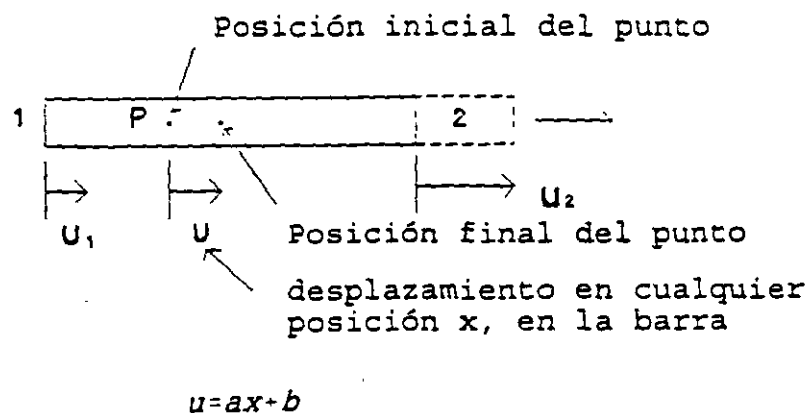 Posición inicial del punto
1 P 2
U₁ U U₂
Posición final del punto
desplazamiento en cualquier
posición x, en la barra
u=ax+b